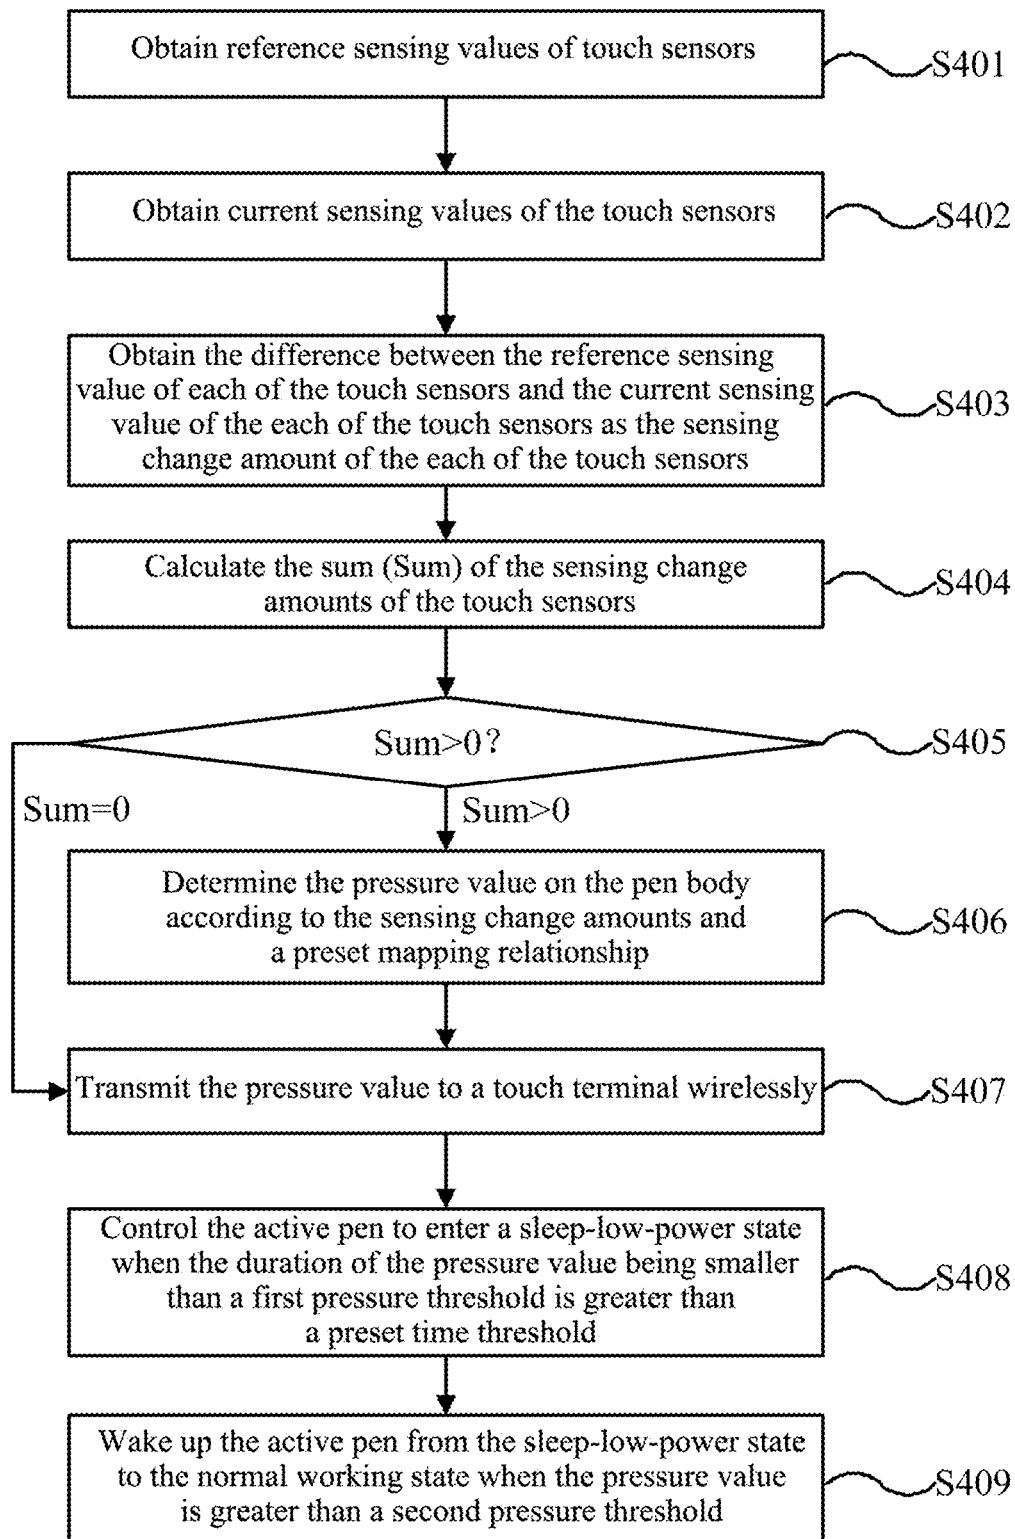 Obtain reference sensing values of touch sensors
S401
Obtain current sensing values of the touch sensors
S402
Obtain the difference between the reference sensing
value of each of the touch sensors and the current sensing
value of the each of the touch sensors as the sensing
change amount of the each of the touch sensors
S403
Calculate the sum (Sum) of the sensing change
amounts of the touch sensors
S404
Sum>0?
S405
Sum=0
Sum>0
Determine the pressure value on the pen body
according to the sensing change amounts and
a preset mapping relationship
S406
Transmit the pressure value to a touch terminal wirelessly
S407
Control the active pen to enter a sleep-low-power state
when the duration of the pressure value being smaller
than a first pressure threshold is greater than
a preset time threshold
S408
Wake up the active pen from the sleep-low-power state
to the normal working state when the pressure value
is greater than a second pressure threshold
S409